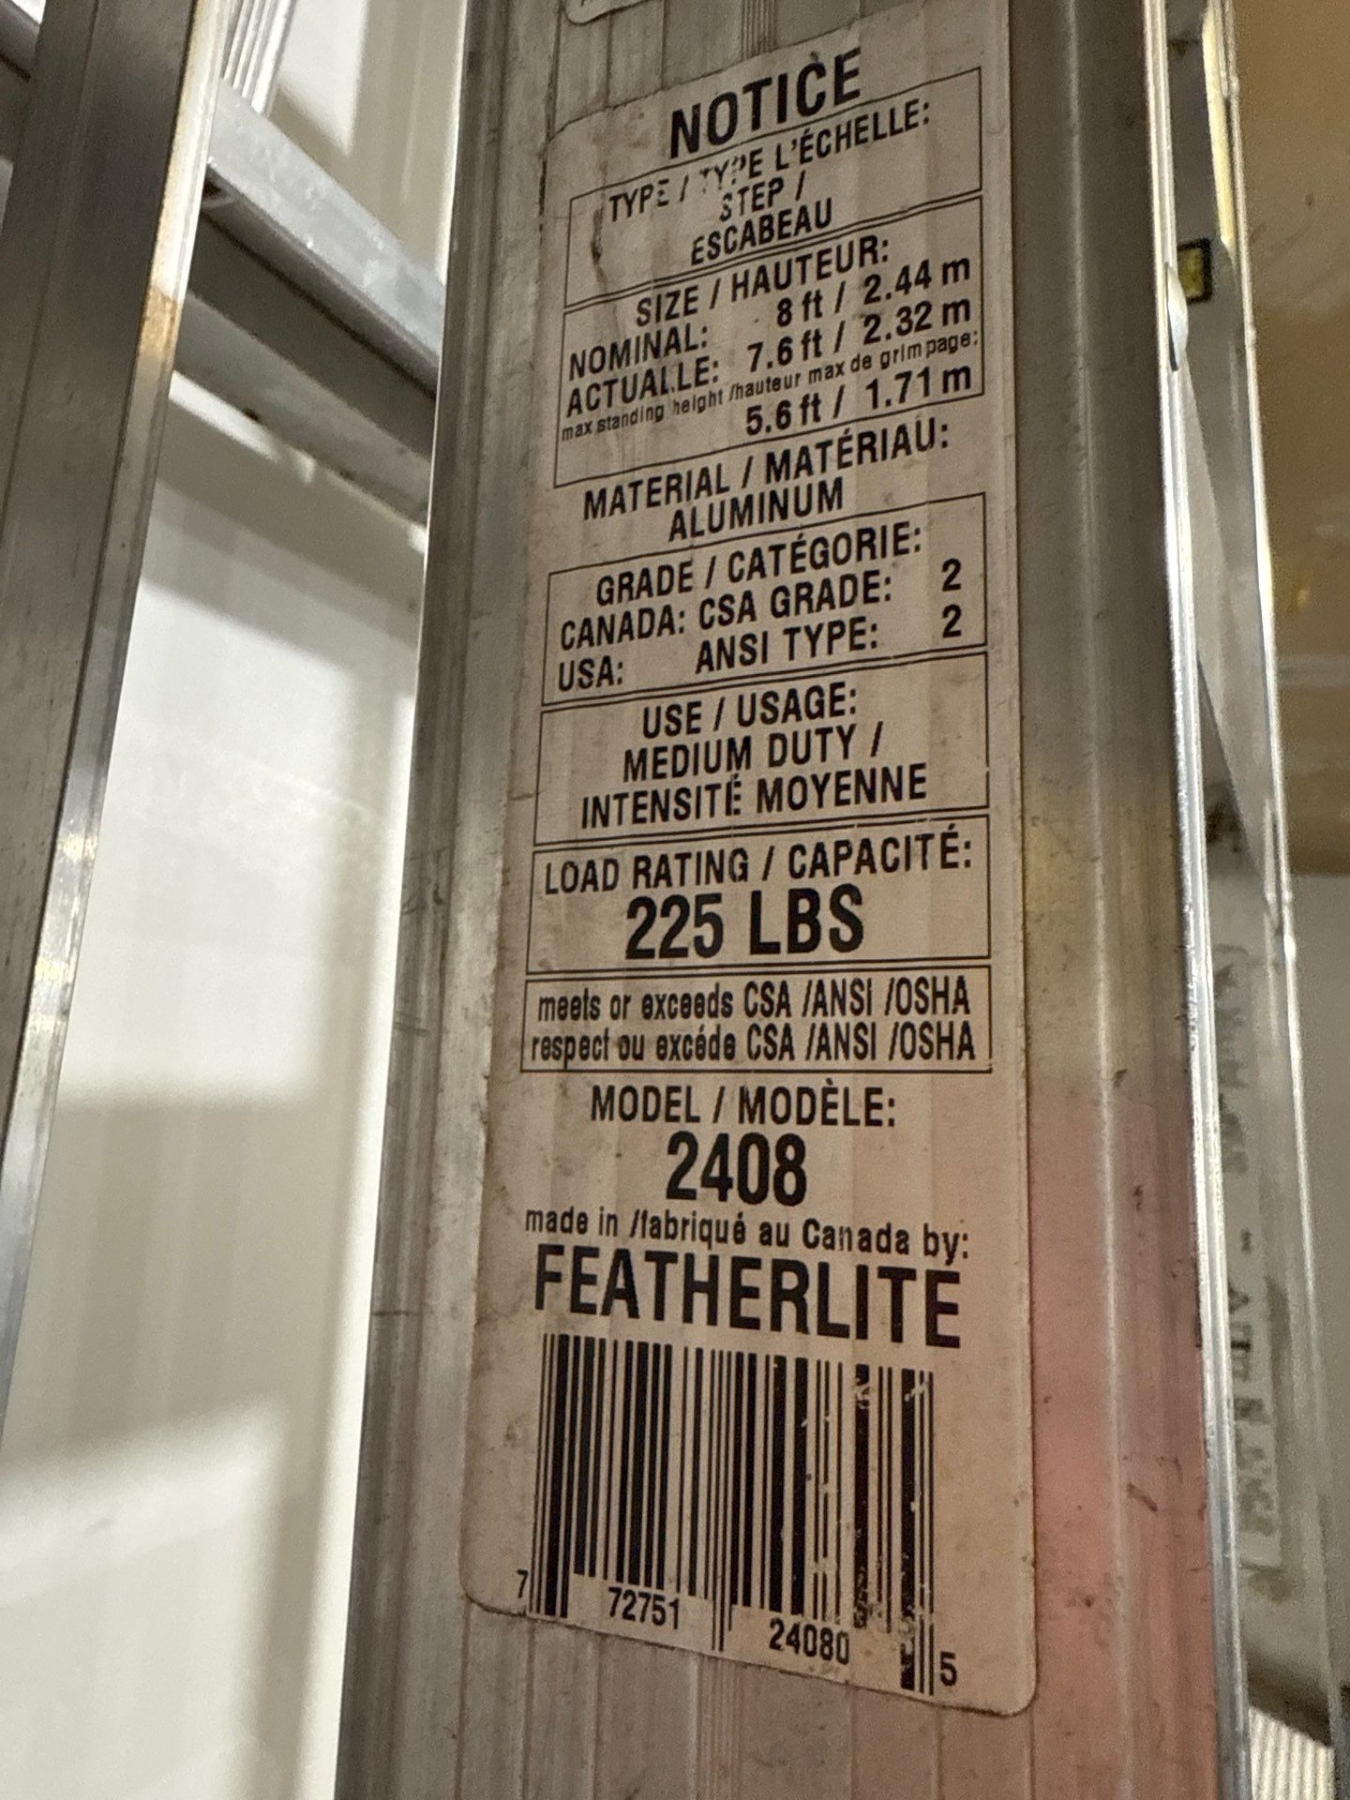 NOTICE
TYPE / TYPE L'ÉCHELLE:
STEP /
ESCABEAU
SIZE / HAUTEUR:
NOMINAL: 8 ft / 2.44 m
ACTUALLE: 7.6 ft / 2.32 m
max standing height /hauteur max de grimpage:
5.6 ft / 1.71 m
MATERIAL / MATÉRIAU:
ALUMINUM
GRADE / CATÉGORIE:
CANADA: CSA GRADE: 2
USA: ANSI TYPE: 2
USE / USAGE:
MEDIUM DUTY /
INTENSITÉ MOYENNE
LOAD RATING / CAPACITÉ:
225 LBS
meets or exceeds CSA /ANSI /OSHA
respect ou excéde CSA /ANSI /OSHA
MODEL / MODÈLE:
2408
made in /fabriqué au Canada by:
FEATHERLITE
7 72751 24080 5